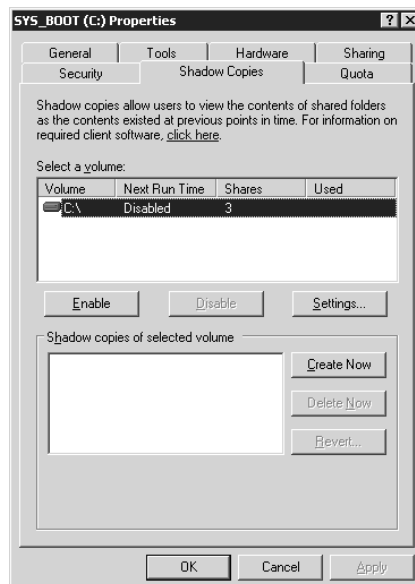 SYS_BOOT (C:) Properties
General Tools Hardware Sharing
Security Shadow Copies Quota
Shadow copies allow users to view the contents of shared folders
as the contents existed at previous points in time. For information on
required client software, click here.
Select a volume:
Volume Next Run Time Shares Used
C:\ Disabled 3
Enable Disable Settings...
Shadow copies of selected volume
Create Now
Delete Now
Revert...
OK Cancel Apply